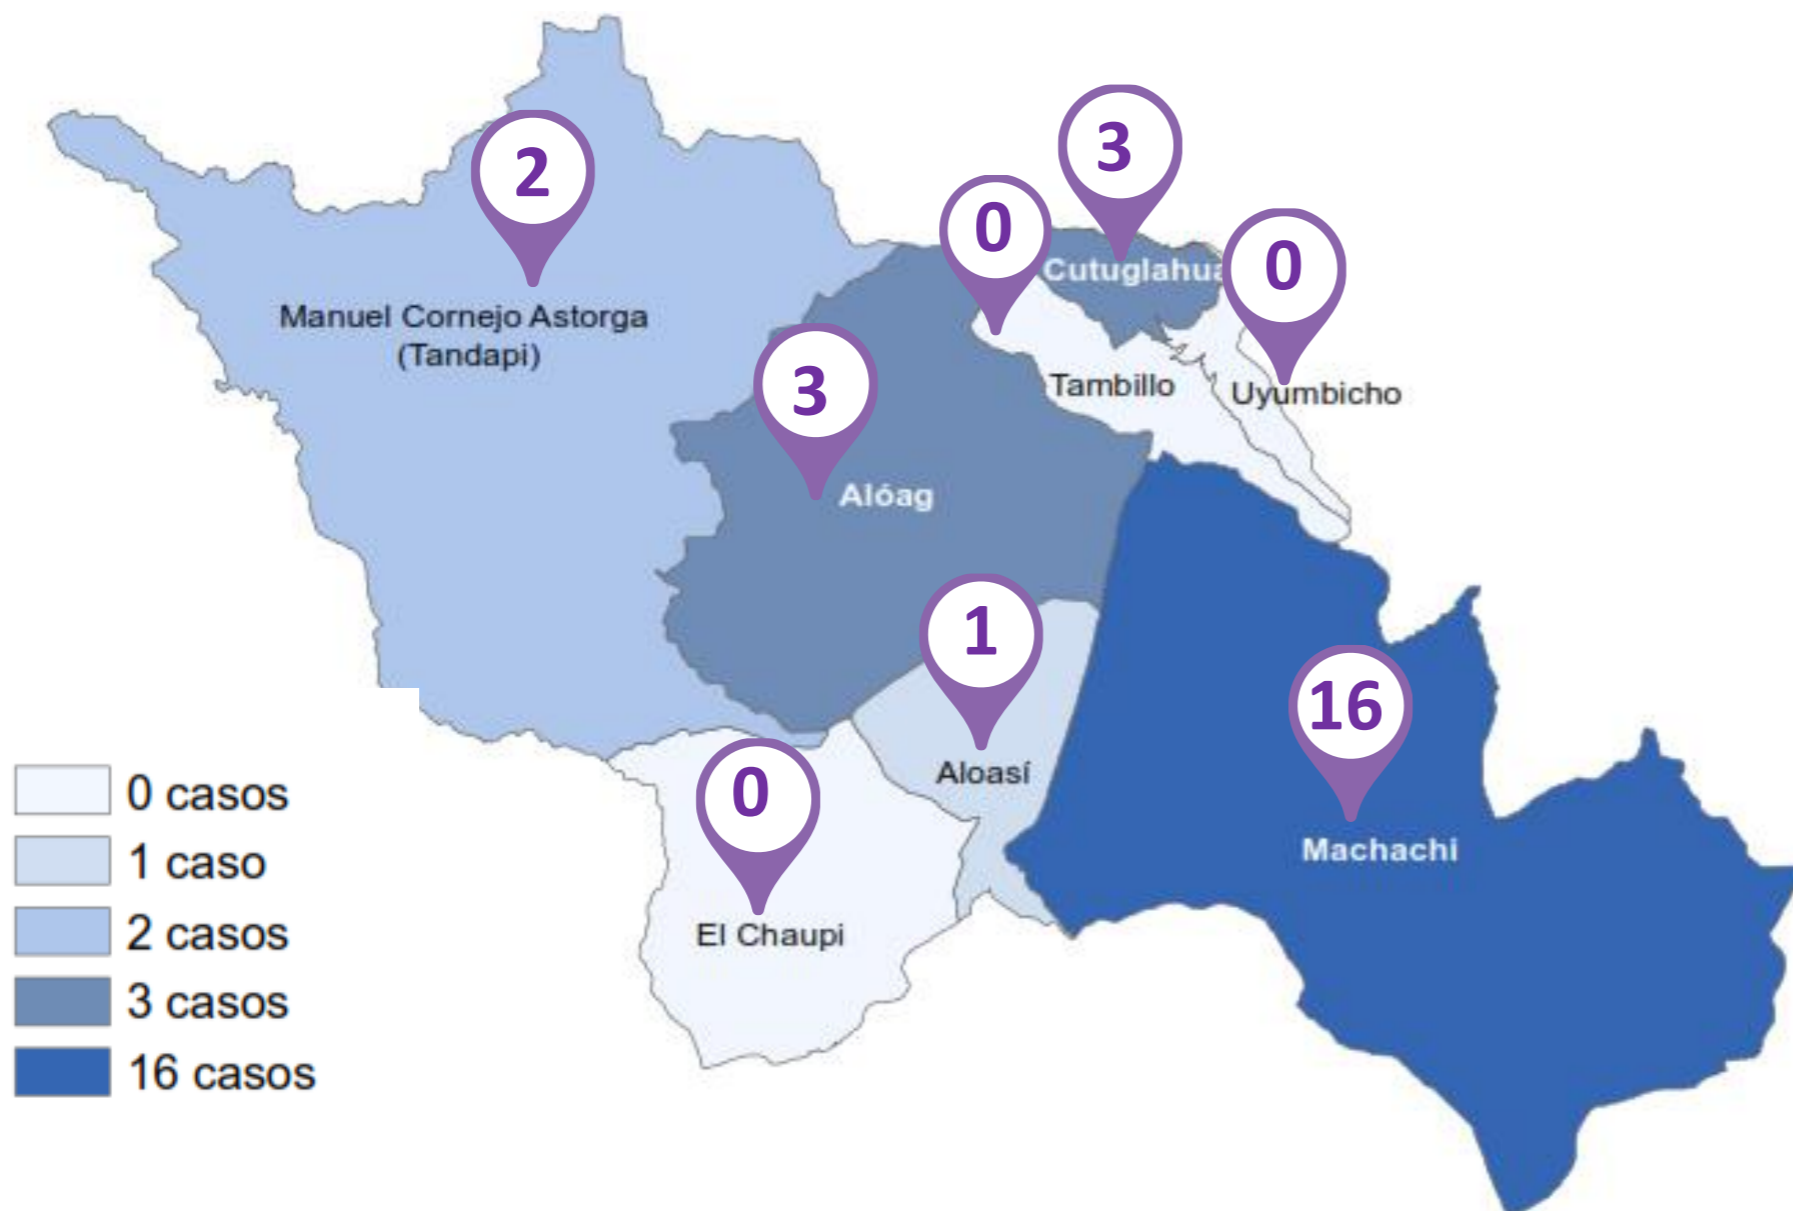 2
3
0
0
Cutuglahua
Manuel Cornejo Astorga
(Tandapi)
3
Tambillo
Uyumbicho
Alóag
1
16
Aloasí
0
Machachi
El Chaupi
0 casos
1 caso
2 casos
3 casos
16 casos